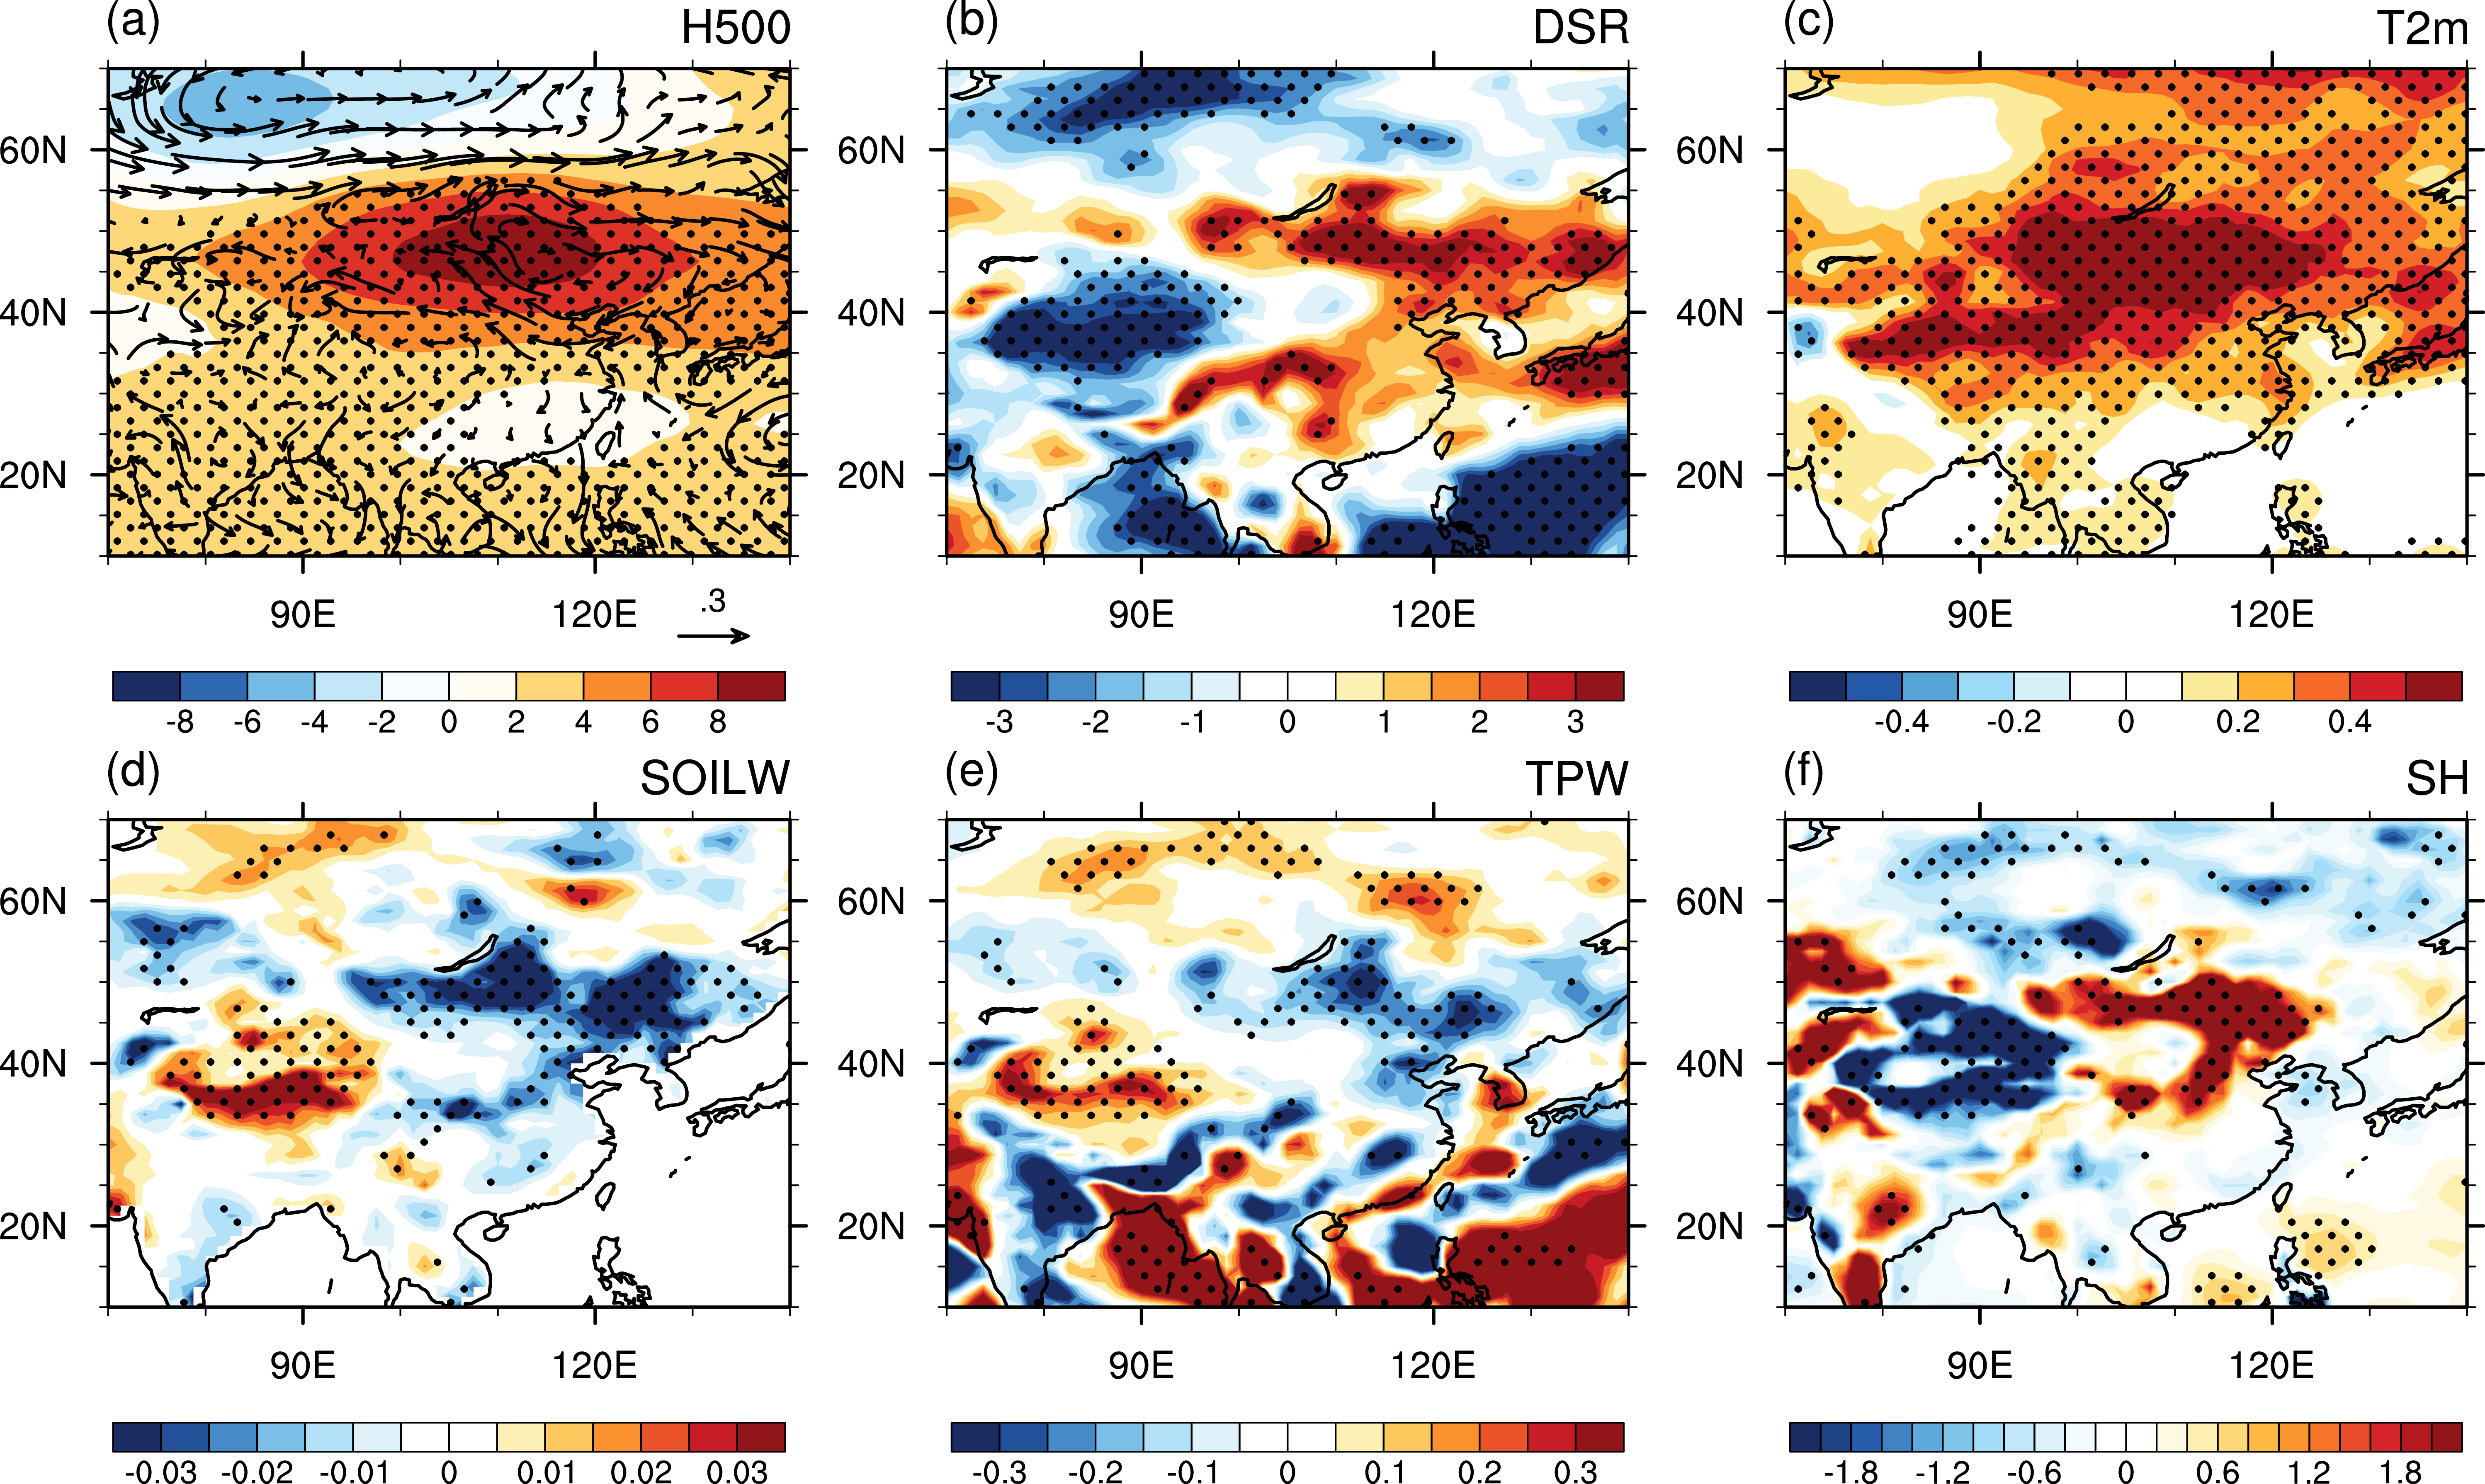 (a) H500 (b) DSR (c) T2m
60N 60N 60N
40N 40N 40N
20N 20N 20N
90E 120E 90E 120E 90E 120E
.3
-8 -6 -4 -2 0 2 4 6 8 -3 -2 -1 0 1 2 3 -0.4 -0.2 0 0.2 0.4
(d) SOILW (e) TPW (f) SH
60N 60N 60N
40N 40N 40N
20N 20N 20N
90E 120E 90E 120E 90E 120E
-0.03 -0.02 -0.01 0 0.01 0.02 0.03 -0.3 -0.2 -0.1 0 0.1 0.2 0.3 -1.8 -1.2 -0.6 0 0.6 1.2 1.8